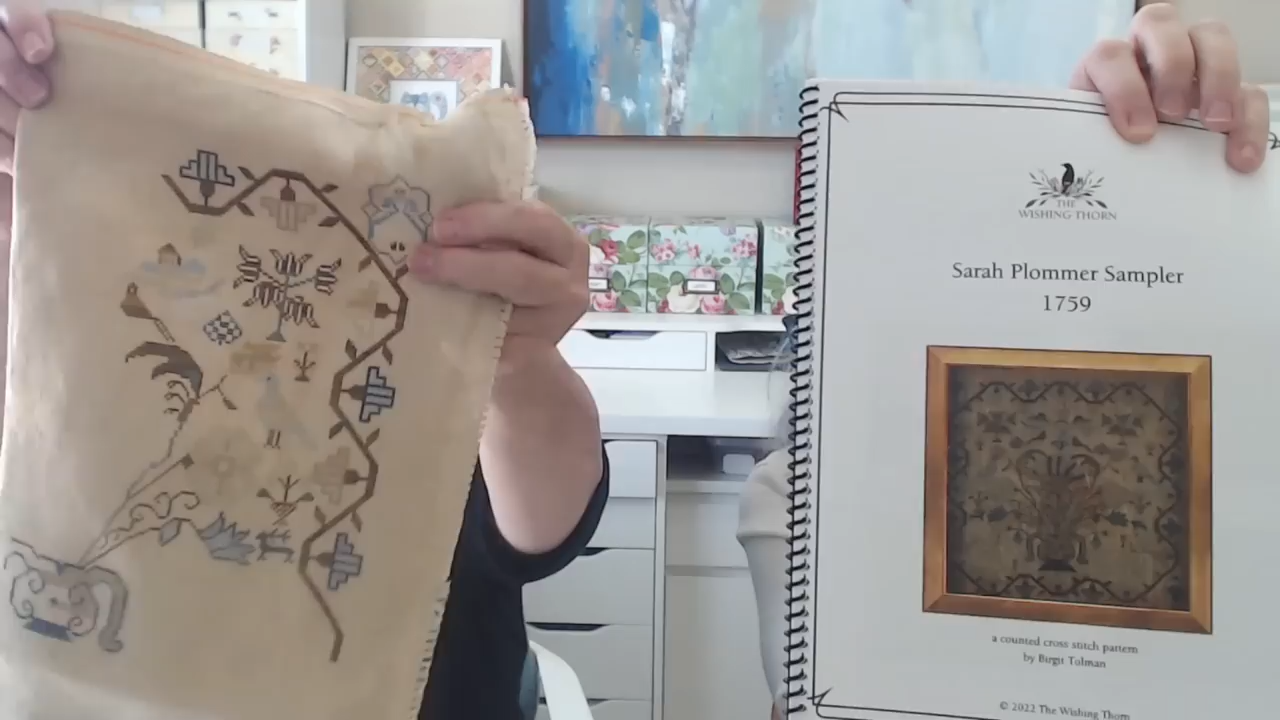 THE
WISHING THORN
Sarah Plommer Sampler
1759
a counted cross stitch pattern
by Birgit Tolman
© 2022 The Wishing Thorn